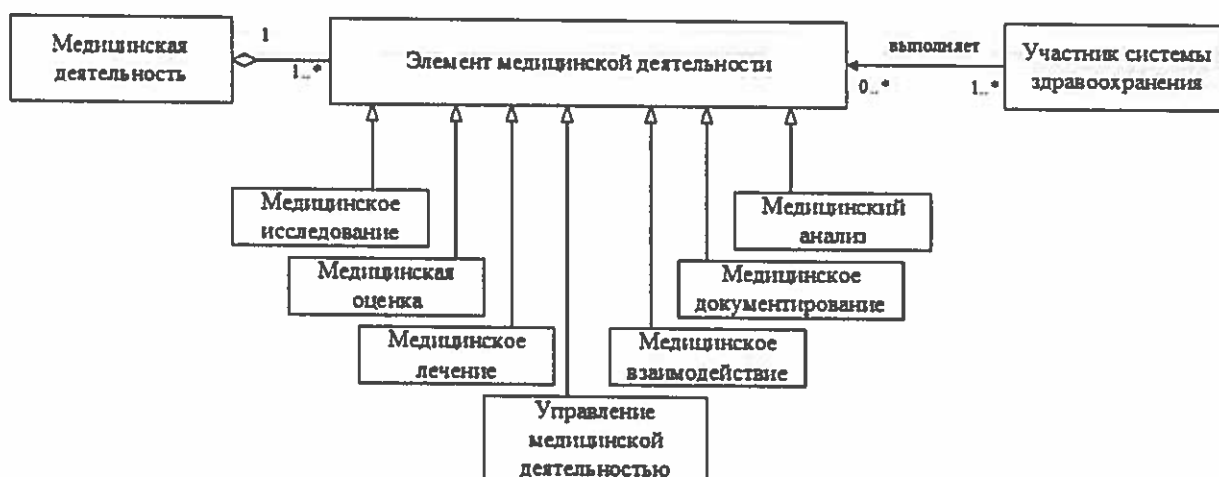 Медицинская
деятельность
1
1..*
Элемент медицинской деятельности
выполняет
0..*
1..*
Участник системы
здравоохранения
Медицинское
исследование
Медицинский
анализ
Медицинская
оценка
Медицинское
документирование
Медицинское
лечение
Медицинское
взаимодействие
Управление
медицинской
деятельностью